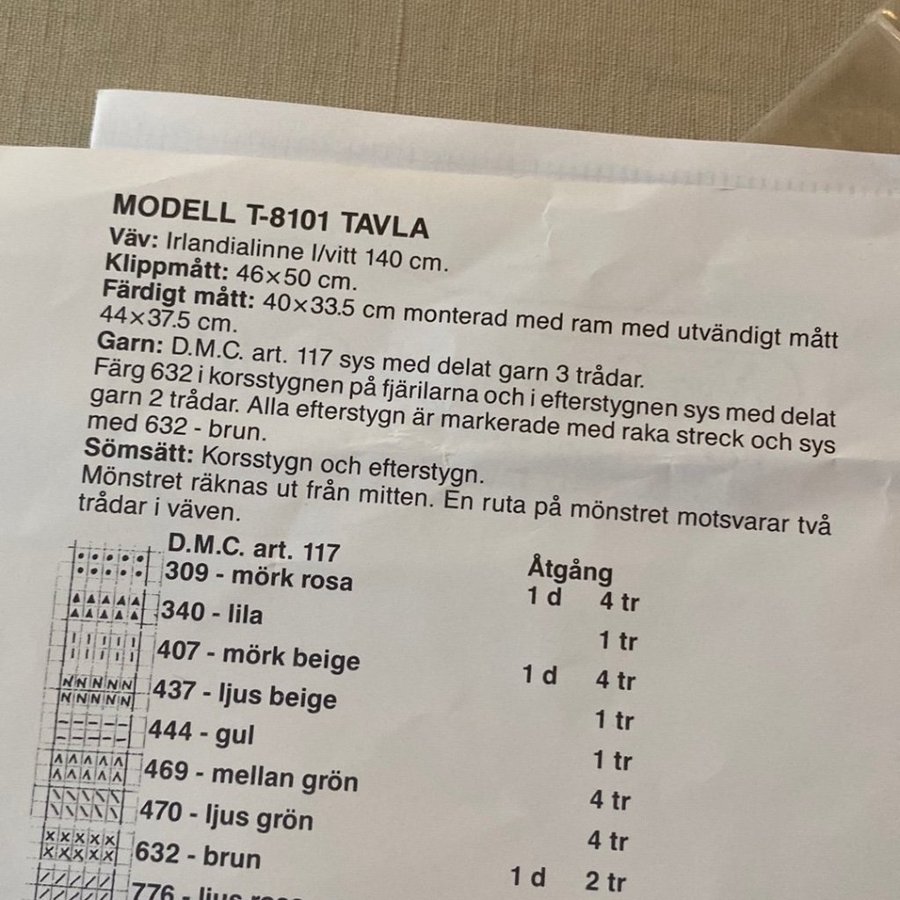 MODELL T-8101 TAVLA
Väv: Irlandialinne l/vitt 140 cm.
Klippmått: 46×50 cm.
Färdigt mått: 40×33.5 cm monterad med ram med utvändigt mått
44×37.5 cm.
Garn: D.M.C. art. 117 sys med delat garn 3 trådar.
Färg 632 i korsstygnen på fjärilarna och i efterstygnen sys med delat
garn 2 trådar. Alla efterstygn är markerade med raka streck och sys
med 632 - brun.
Sömsätt: Korsstygn och efterstygn.
Mönstret räknas ut från mitten. En ruta på mönstret motsvarar två
trådar i väven.
D.M.C. art. 117 Åtgång
309 - mörk rosa 1 d 4 tr
340 - lila 1 tr
407 - mörk beige 1 d 4 tr
437 - ljus beige 1 tr
444 - gul 1 tr
469 - mellan grön 4 tr
470 - ljus grön 4 tr
632 - brun 1 d 2 tr
776 - ljus